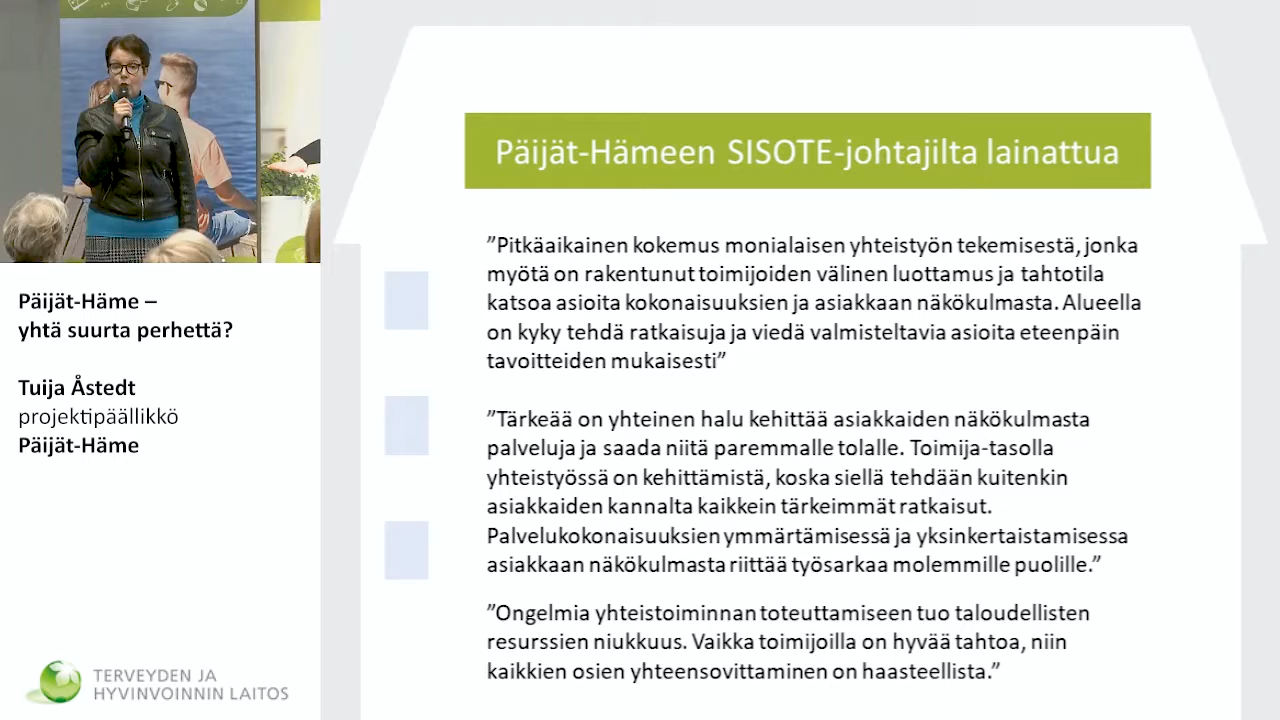 Päijät-Häme –
yhtä suurta perhettä?
Tuija Åstedt
projektipäällikkö
Päijät-Häme
TERVEYDEN JA
HYVINVOINNIN LAITOS
Päijät-Hämeen SISOTE-johtajilta lainattua
”Pitkäaikainen kokemus monialaisen yhteistyön tekemisestä, jonka
myötä on rakentunut toimijoiden välinen luottamus ja tahtotila
katsoa asioita kokonaisuuksien ja asiakkaan näkökulmasta. Alueella
on kyky tehdä ratkaisuja ja viedä valmisteltavia asioita eteenpäin
tavoitteiden mukaisesti”
”Tärkeää on yhteinen halu kehittää asiakkaiden näkökulmasta
palveluja ja saada niitä paremmalle tolalle. Toimija-tasolla
yhteistyössä on kehittämistä, koska siellä tehdään kuitenkin
asiakkaiden kannalta kaikkein tärkeimmät ratkaisut.
Palvelukokonaisuuksien ymmärtämisessä ja yksinkertaistamisessa
asiakkaan näkökulmasta riittää työsarkaa molemmille puolille.”
”Ongelmia yhteistoiminnan toteuttamiseen tuo taloudellisten
resurssien niukkuus. Vaikka toimijoilla on hyvää tahtoa, niin
kaikkien osien yhteensovittaminen on haasteellista.”